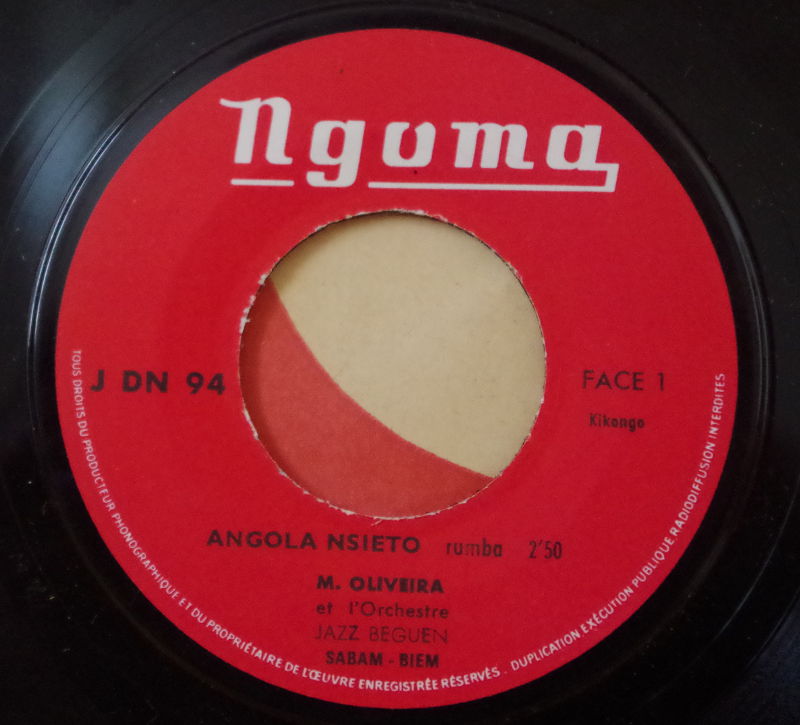 Ngoma
J DN 94
FACE 1
Kikongo
ANGOLA NSIETO rumba 2'50
M. OLIVEIRA
et l'Orchestre
JAZZ BEGUEN
SABAM - BIEM
TOUS DROITS DU PRODUCTEUR PHONOGRAPHIQUE ET DU PROPRIÉTAIRE DE L'ŒUVRE ENREGISTRÉE RÉSERVÉS. DUPLICATION EXÉCUTION PUBLIQUE RADIODIFFUSION INTERDITES